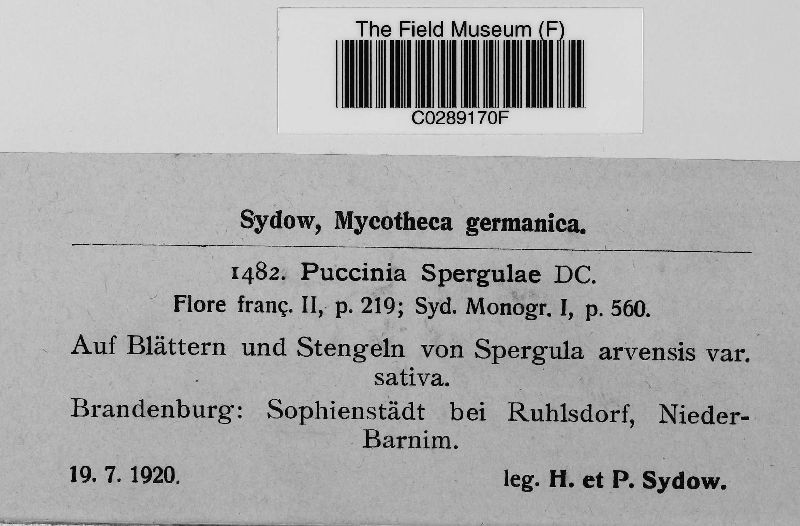 The Field Museum (F)
C0289170F
Sydow, Mycotheca germanica.
1482. Puccinia Spergulae DC.
Flore franç. II, p. 219; Syd. Monogr. I, p. 560.
Auf Blättern und Stengeln von Spergula arvensis var.
sativa.
Brandenburg: Sophienstädt bei Ruhlsdorf, Nieder-
Barnim.
19. 7. 1920. leg. H. et P. Sydow.